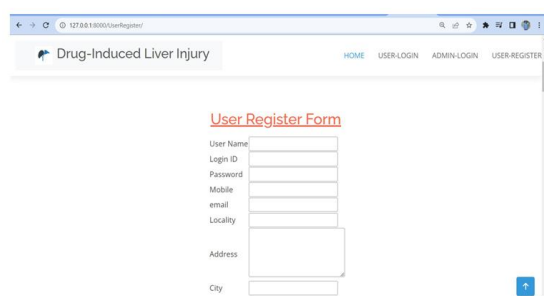 127.0.0.1:8000/UserRegister/
Drug-Induced Liver Injury
HOME USER-LOGIN ADMIN-LOGIN USER-REGISTER
User Register Form
User Name
Login ID
Password
Mobile
email
Locality
Address
City